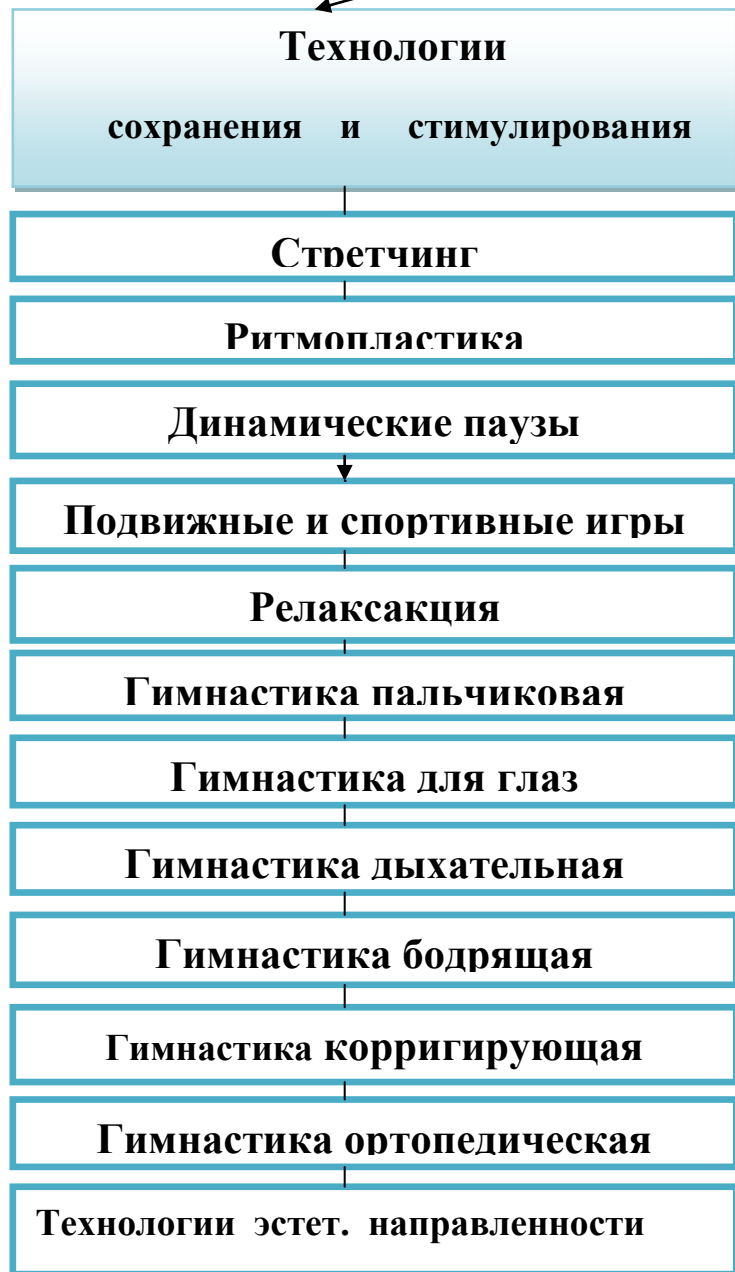 Технологии
сохранения и стимулирования
Стретчинг
Ритмопластика
Динамические паузы
Подвижные и спортивные игры
Релаксакция
Гимнастика пальчиковая
Гимнастика для глаз
Гимнастика дыхательная
Гимнастика бодрящая
Гимнастика корригирующая
Гимнастика ортопедическая
Технологии эстет. направленности